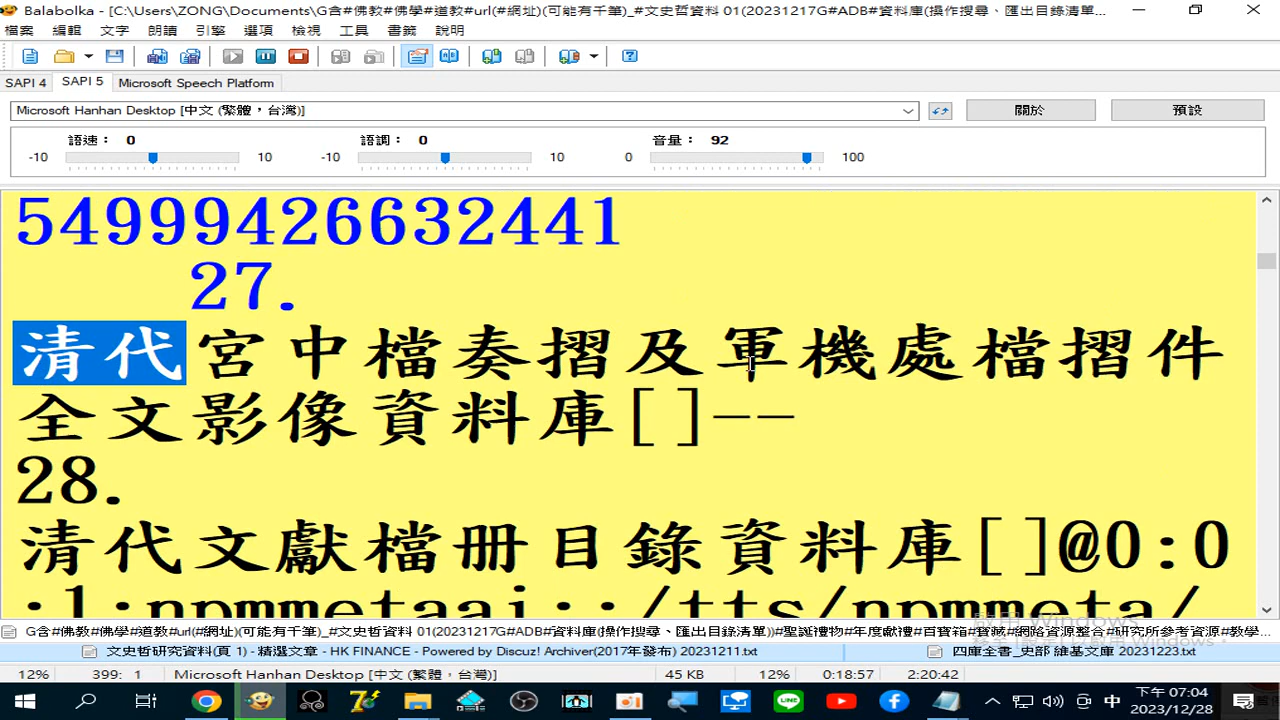 Balabolka - [C:\Users\ZONG\Documents\G含#佛教#佛學#道教#url(#網址)(可能有千筆)_#文史哲資料 01(20231217G#ADB#資料庫(操作搜尋、匯出目錄清單...
檔案 編輯 文字 朗讀 引擎 選項 檢視 工具 書籤 說明
SAPI 4 SAPI 5 Microsoft Speech Platform
Microsoft Hanhan Desktop [中文 (繁體，台灣)] 關於 預設
語速： 0 語調： 0 音量： 92
-10 10 -10 10 0 100
54999426632441
27.
清代宮中檔奏摺及軍機處檔摺件
全文影像資料庫[]--
28.
清代文獻檔冊目錄資料庫[]@0:0
:1:npmmetaai::/tts/npmmeta/
啟用 Windows
G含#佛教#佛學#道教#url(#網址)(可能有千筆)_#文史哲資料 01(20231217G#ADB#資料庫(操作搜尋、匯出目錄清單))#聖誕禮物#年度獻禮#百寶箱#寶城#網路資源整合#研究所參考資源#教學...
文史哲研究資料(頁 1) - 精選文章 - HK FINANCE - Powered by Discuz! Archiver(2017年發布) 20231211.txt 四庫全書_史部 維基文庫 20231223.txt
12% 399: 1 Microsoft Hanhan Desktop [中文 (繁體，台灣)] 45 KB 12% 0:18:57 2:20:42
中 下午 07:04
2023/12/28